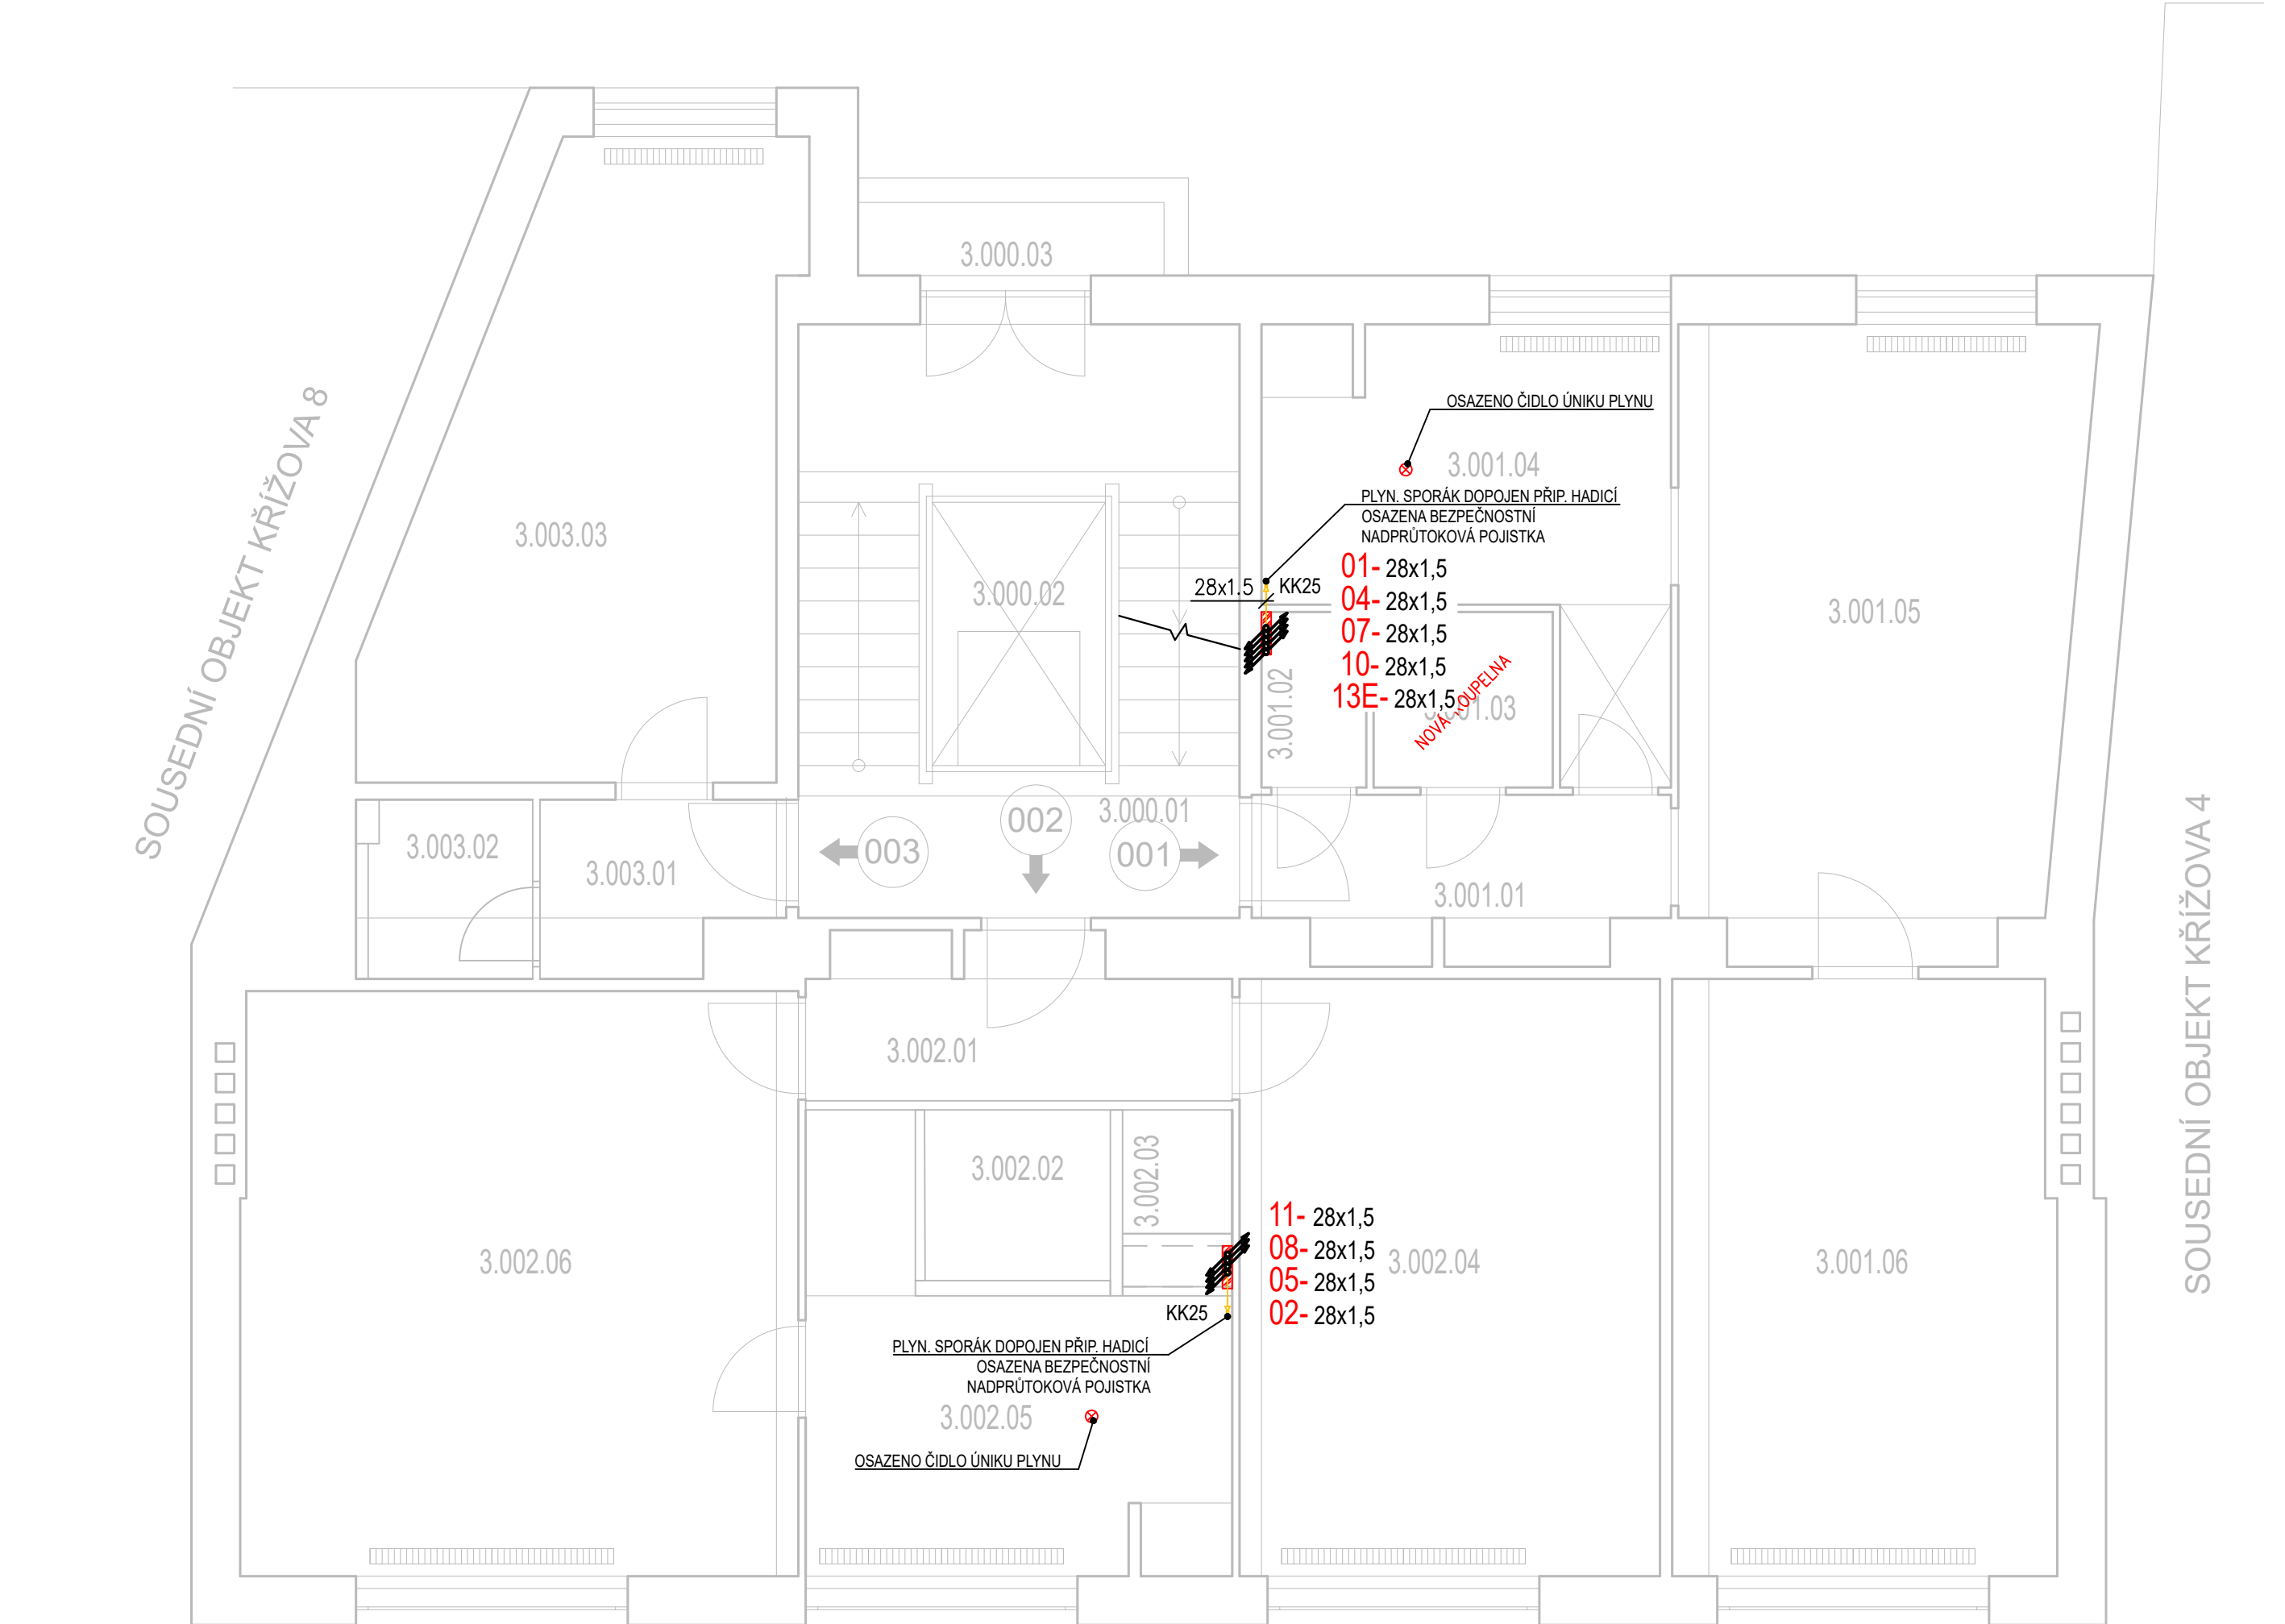 3.000.03
SOUSEDNÍ OBJEKT KŘÍŽOVA 8
OSAZENO ČIDLO ÚNIKU PLYNU
3.001.04
PLYN. SPORÁK DOPOJEN PŘIP. HADICÍ
OSAZENA BEZPEČNOSTNÍ
NADPRŮTOKOVÁ POJISTKA
3.003.03
3.000.02
28x1.5 KK25
01- 28x1,5
04- 28x1,5
07- 28x1,5
10- 28x1,5
13E- 28x1,5
3.001.05
3.001.02
NOVÁ KOUPELNA
3.001.03
3.000.01
003
002
001
3.003.02
3.003.01
3.001.01
SOUSEDNÍ OBJEKT KŘÍŽOVA 4
3.002.01
3.002.02
3.002.03
11- 28x1,5
08- 28x1,5
05- 28x1,5
02- 28x1,5
3.002.06
3.002.04
3.001.06
KK25
PLYN. SPORÁK DOPOJEN PŘIP. HADICÍ
OSAZENA BEZPEČNOSTNÍ
NADPRŮTOKOVÁ POJISTKA
3.002.05
OSAZENO ČIDLO ÚNIKU PLYNU